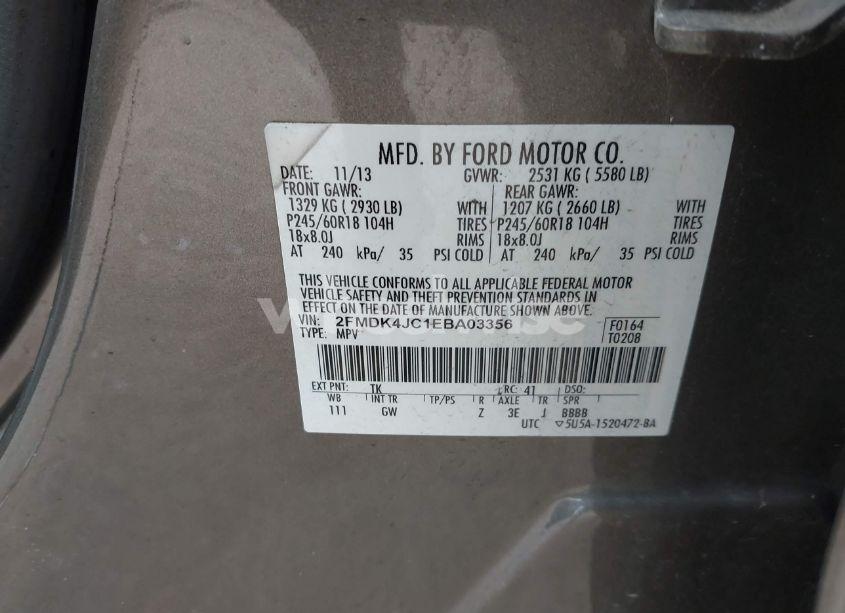 MFD. BY FORD MOTOR CO.
DATE: 11/13 GVWR: 2531 KG ( 5580 LB)
FRONT GAWR: REAR GAWR:
1329 KG ( 2930 LB) WITH 1207 KG ( 2660 LB) WITH
P245/60R18 104H TIRES P245/60R18 104H TIRES
18x8.0J RIMS 18x8.0J RIMS
AT 240 kPa/ 35 PSI COLD AT 240 kPa/ 35 PSI COLD
THIS VEHICLE CONFORMS TO ALL APPLICABLE FEDERAL MOTOR
VEHICLE SAFETY AND THEFT PREVENTION STANDARDS IN
EFFECT ON THE DATE OF MANUFACTURE SHOWN ABOVE.
VIN: 2FMDK4JC1EBA03356 F0164
TYPE: MPV T0208
EXT PNT: TK RC: 41 DSO:
WB INT TR TP/PS R AXLE TR SPR
111 GW Z 3E J BBBB
UTC ▽5U5A-1520472-BA